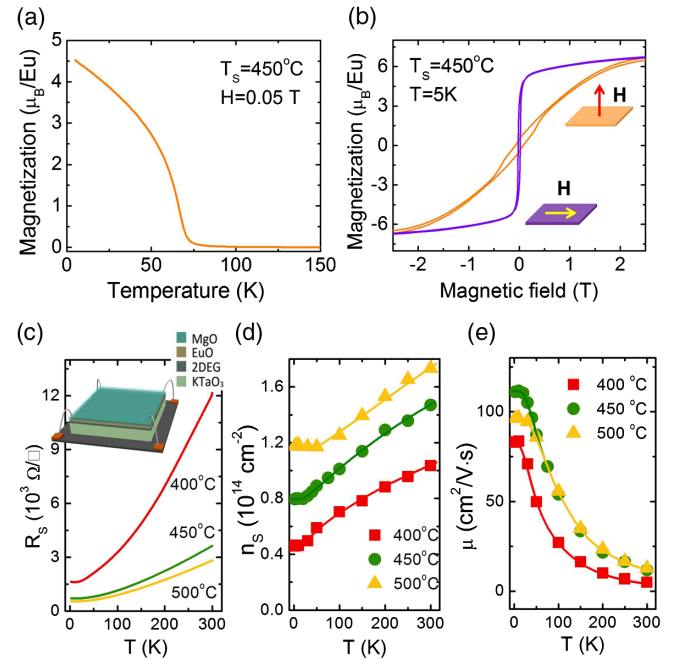 (a)
5
4
3
2
1
0
Magnetization (μB/Eu)
TS=450°C
H=0.05 T
0
50
100
150
Temperature (K)
(b)
6
3
0
-3
-6
Magnetization (μB/Eu)
TS=450°C
T=5K
H
H
-2
-1
0
1
2
Magnetic field (T)
(c)
MgO
EuO
2DEG
KTaO3
12
9
6
3
0
RS (10³ Ω/□)
400°C
450°C
500°C
0
100
200
300
T (K)
(d)
1.6
1.2
0.8
0.4
0.0
nS (10¹⁴ cm⁻²)
400°C
450°C
500°C
0
100
200
300
T (K)
(e)
100
50
0
μ (cm²/V·s)
400 °C
450 °C
500 °C
0
100
200
300
T (K)